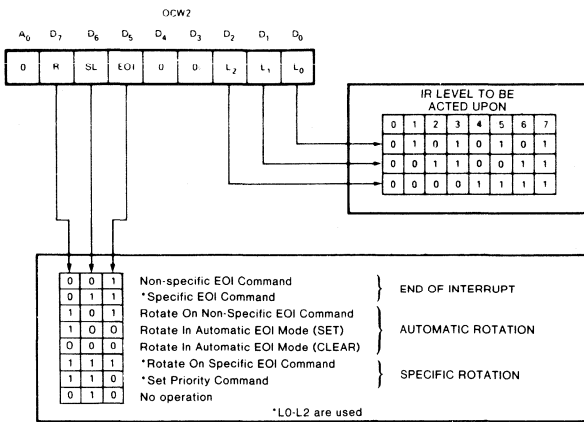 OCW2
A0 D7 D6 D5 D4 D3 D2 D1 D0
0 R SL EOI 0 0 L2 L1 L0
IR LEVEL TO BE
ACTED UPON
0 1 2 3 4 5 6 7
0 1 0 1 0 1 0 1
0 0 1 1 0 0 1 1
0 0 0 0 1 1 1 1
0 0 1 Non-specific EOI Command
0 1 1 *Specific EOI Command
END OF INTERRUPT
1 0 1 Rotate On Non-Specific EOI Command
1 0 0 Rotate In Automatic EOI Mode (SET)
0 0 0 Rotate In Automatic EOI Mode (CLEAR)
AUTOMATIC ROTATION
1 1 1 *Rotate On Specific EOI Command
1 1 0 *Set Priority Command
SPECIFIC ROTATION
0 1 0 No operation
*L0-L2 are used